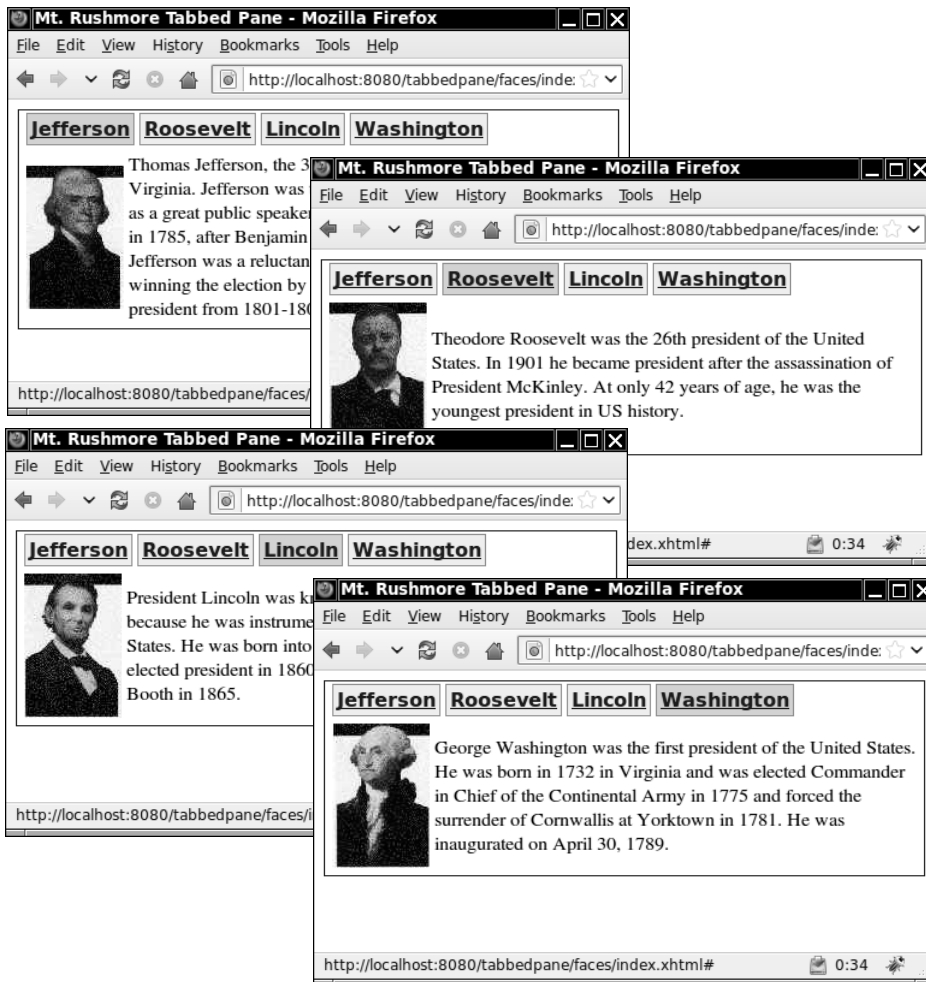 Mt. Rushmore Tabbed Pane - Mozilla Firefox
File Edit View History Bookmarks Tools Help
http://localhost:8080/tabbedpane/faces/inde:
Jefferson Roosevelt Lincoln Washington
Thomas Jefferson, the 3
Virginia. Jefferson was
as a great public speaker
in 1785, after Benjamin
Jefferson was a reluctan
winning the election by
president from 1801-180
http://localhost:8080/tabbedpane/faces/
Mt. Rushmore Tabbed Pane - Mozilla Firefox
File Edit View History Bookmarks Tools Help
http://localhost:8080/tabbedpane/faces/inde:
Jefferson Roosevelt Lincoln Washington
Theodore Roosevelt was the 26th president of the United
States. In 1901 he became president after the assassination of
President McKinley. At only 42 years of age, he was the
youngest president in US history.
dex.xhtml# 0:34
Mt. Rushmore Tabbed Pane - Mozilla Firefox
File Edit View History Bookmarks Tools Help
http://localhost:8080/tabbedpane/faces/inde:
Jefferson Roosevelt Lincoln Washington
President Lincoln was kn
because he was instrume
States. He was born into
elected president in 1860
Booth in 1865.
http://localhost:8080/tabbedpane/faces/i
Mt. Rushmore Tabbed Pane - Mozilla Firefox
File Edit View History Bookmarks Tools Help
http://localhost:8080/tabbedpane/faces/inde:
Jefferson Roosevelt Lincoln Washington
George Washington was the first president of the United States.
He was born in 1732 in Virginia and was elected Commander
in Chief of the Continental Army in 1775 and forced the
surrender of Cornwallis at Yorktown in 1781. He was
inaugurated on April 30, 1789.
http://localhost:8080/tabbedpane/faces/index.xhtml# 0:34